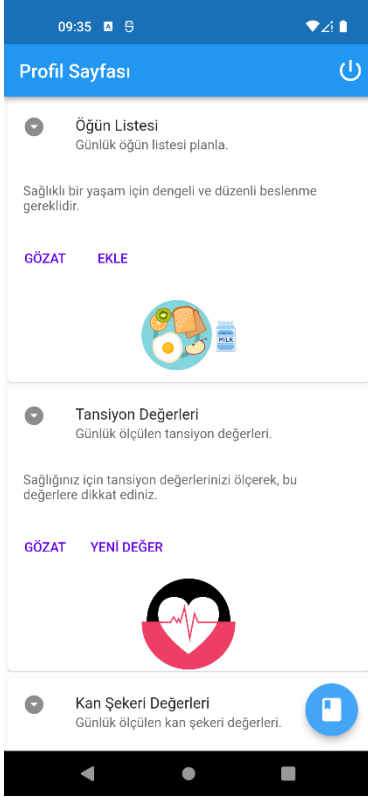 09:35
Profil Sayfası
Öğün Listesi
Günlük öğün listesi planla.
Sağlıklı bir yaşam için dengeli ve düzenli beslenme
gereklidir.
GÖZAT EKLE
MILK
Tansiyon Değerleri
Günlük ölçülen tansiyon değerleri.
Sağlığınız için tansiyon değerlerinizi ölçerek, bu
değerlere dikkat ediniz.
GÖZAT YENİ DEĞER
Kan Şekeri Değerleri
Günlük ölçülen kan şekeri değerleri.